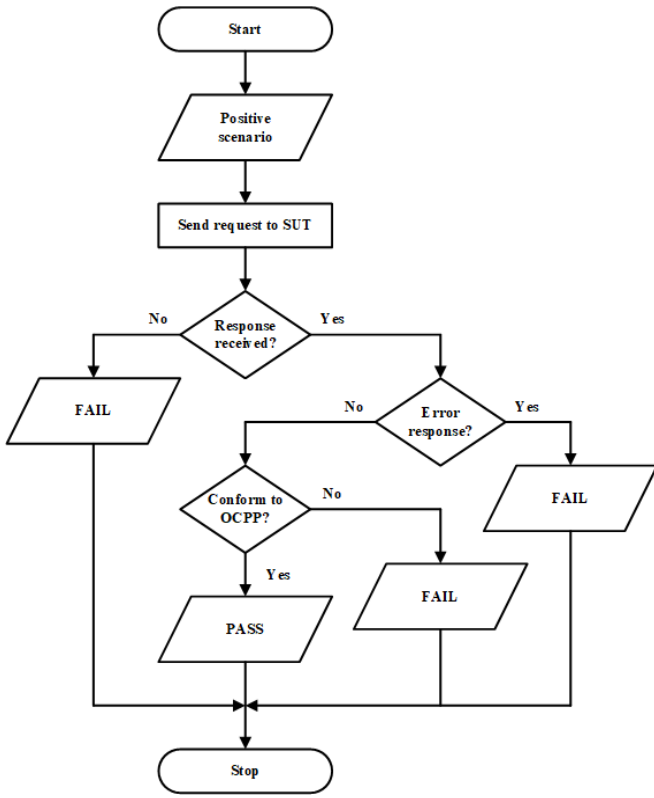 Start
Positive
scenario
Send request to SUT
No
Response
received?
Yes
FAIL
No
Error
response?
Yes
Conform to
OCPP?
No
FAIL
Yes
FAIL
PASS
Stop